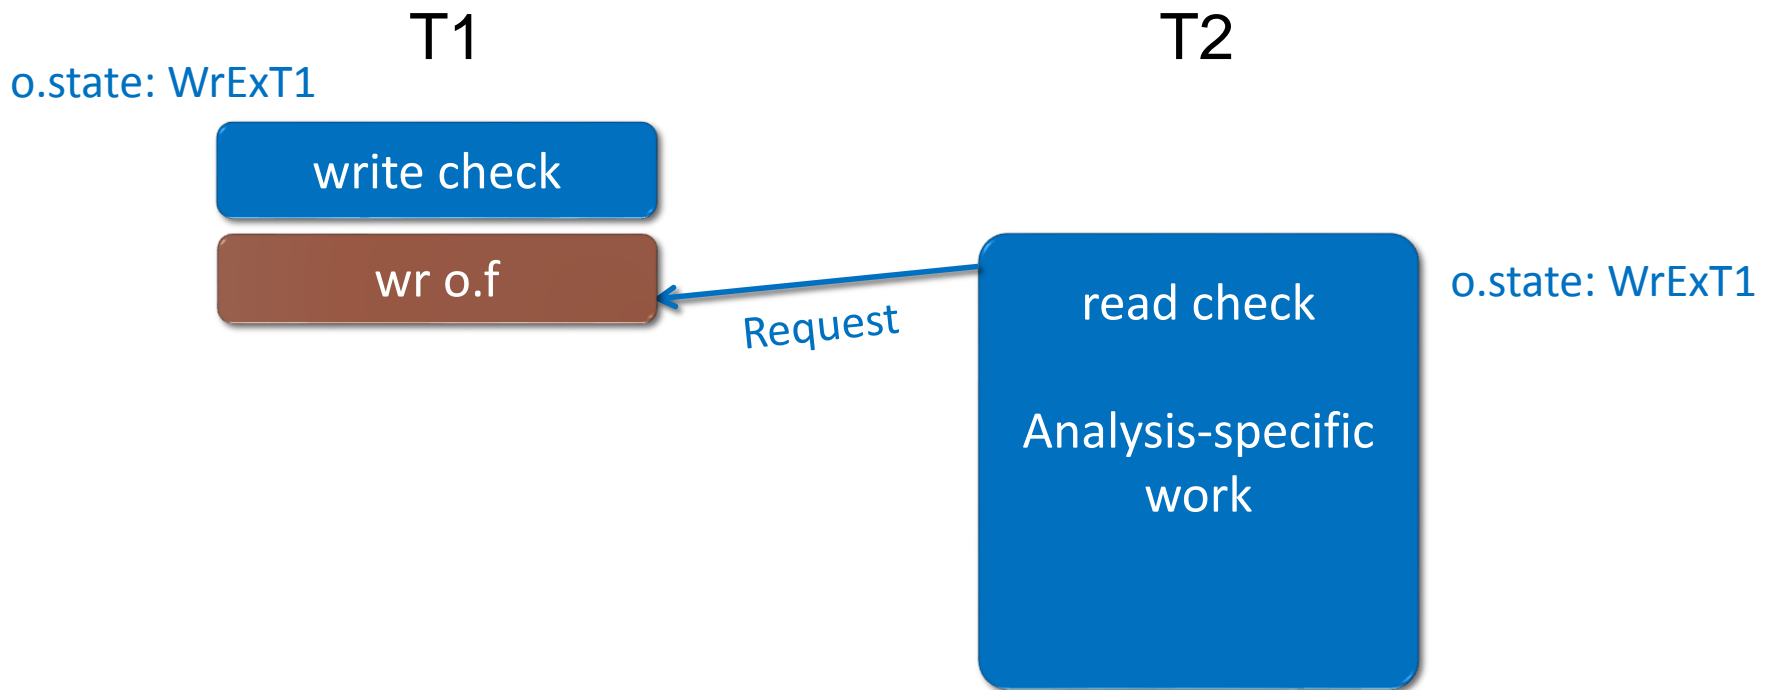 T1
T2
o.state: WrExT1
write check
wr o.f
Request
read check
o.state: WrExT1
Analysis-specific
work